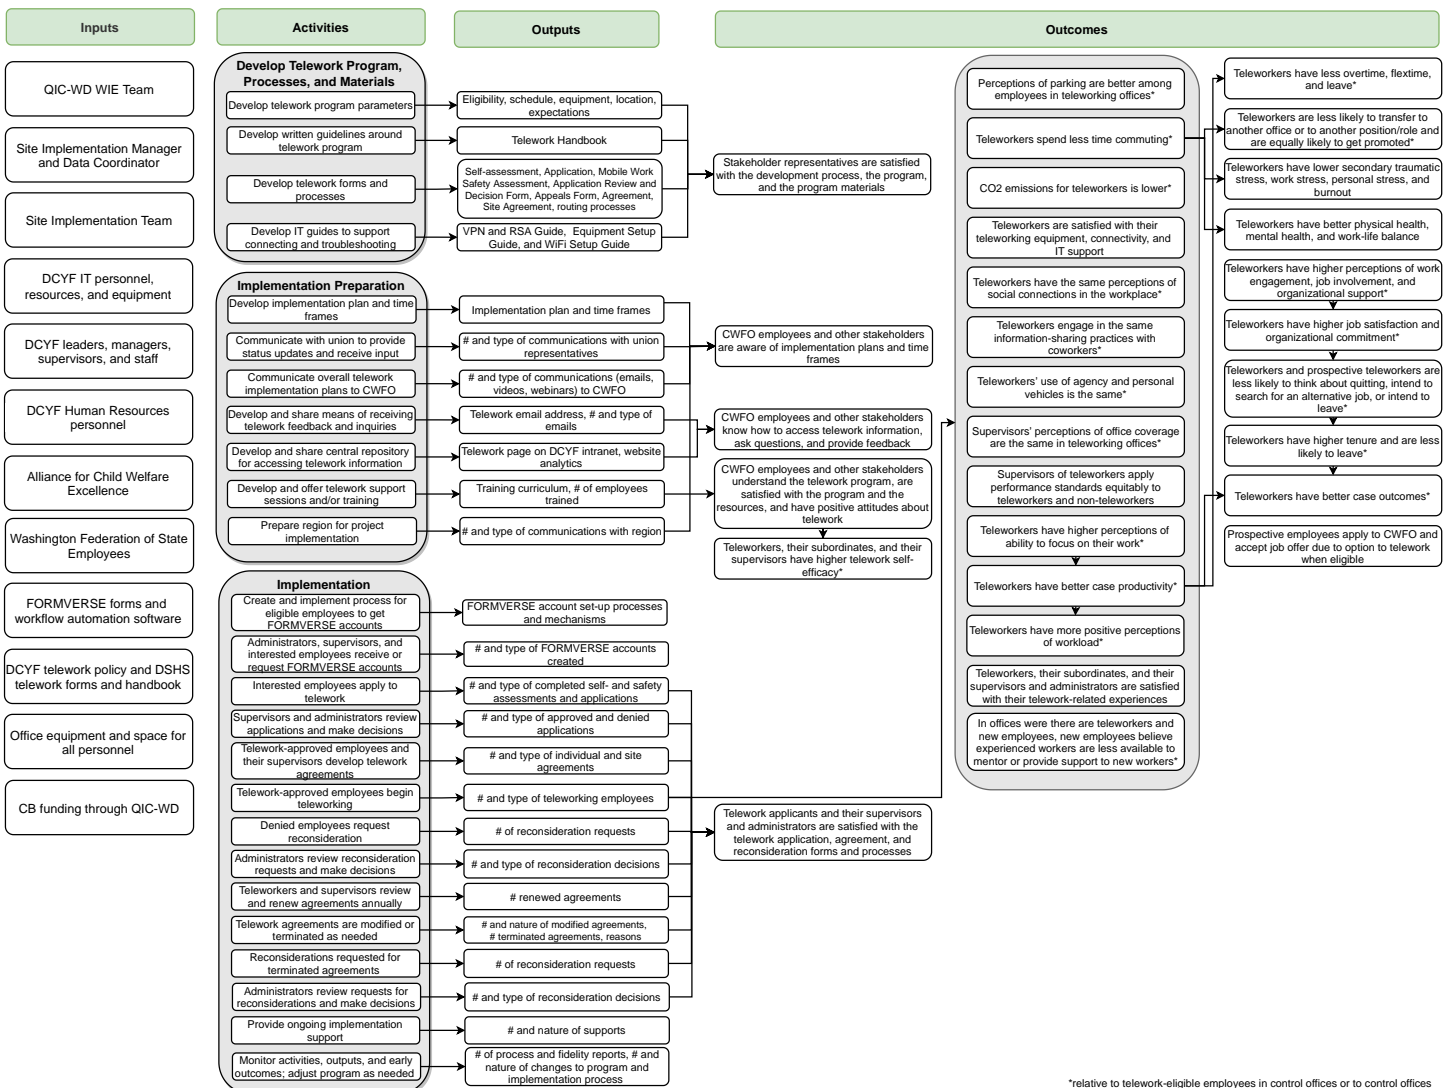 Inputs
Activities
Outputs
Outcomes
QIC-WD WIE Team
Site Implementation Manager
and Data Coordinator
Site Implementation Team
DCYF IT personnel,
resources, and equipment
DCYF leaders, managers,
supervisors, and staff
DCYF Human Resources
personnel
Alliance for Child Welfare
Excellence
Washington Federation of State
Employees
FORMVERSE forms and
workflow automation software
DCYF telework policy and DSHS
telework forms and handbook
Office equipment and space for
all personnel
CB funding through QIC-WD
Develop Telework Program,
Processes, and Materials
Develop telework program parameters
Develop written guidelines around
telework program
Develop telework forms and
processes
Develop IT guides to support
connecting and troubleshooting
Implementation Preparation
Develop implementation plan and time
frames
Communicate with union to provide
status updates and receive input
Communicate overall telework
implementation plans to CWFO
Develop and share means of receiving
telework feedback and inquiries
Develop and share central repository
for accessing telework information
Develop and offer telework support
sessions and/or training
Prepare region for project
implementation
Implementation
Create and implement process for
eligible employees to get
FORMVERSE accounts
Administrators, supervisors, and
interested employees receive or
request FORMVERSE accounts
Interested employees apply to
telework
Supervisors and administrators review
applications and make decisions
Telework-approved employees and
their supervisors develop telework
agreements
Telework-approved employees begin
teleworking
Denied employees request
reconsideration
Administrators review reconsideration
requests and make decisions
Teleworkers and supervisors review
and renew agreements annually
Telework agreements are modified or
terminated as needed
Reconsiderations requested for
terminated agreements
Administrators review requests for
reconsiderations and make decisions
Provide ongoing implementation
support
Monitor activities, outputs, and early
outcomes; adjust program as needed
Eligibility, schedule, equipment, location,
expectations
Telework Handbook
Self-assessment, Application, Mobile Work
Safety Assessment, Application Review and
Decision Form, Appeals Form, Agreement,
Site Agreement, routing processes
VPN and RSA Guide, Equipment Setup
Guide, and WiFi Setup Guide
Implementation plan and time frames
# and type of communications with union
representatives
# and type of communications (emails,
videos, webinars) to CWFO
Telework email address, # and type of
emails
Telework page on DCYF intranet, website
analytics
Training curriculum, # of employees
trained
# and type of communications with region
FORMVERSE account set-up processes
and mechanisms
# and type of FORMVERSE accounts
created
# and type of completed self- and safety
assessments and applications
# and type of approved and denied
applications
# and type of individual and site
agreements
# and type of teleworking employees
# of reconsideration requests
# and type of reconsideration decisions
# renewed agreements
# and nature of modified agreements,
# terminated agreements, reasons
# of reconsideration requests
# and type of reconsideration decisions
# and nature of supports
# of process and fidelity reports, # and
nature of changes to program and
implementation process
Stakeholder representatives are satisfied
with the development process, the program,
and the program materials
CWFO employees and other stakeholders
are aware of implementation plans and time
frames
CWFO employees and other stakeholders
know how to access telework information,
ask questions, and provide feedback
CWFO employees and other stakeholders
understand the telework program, are
satisfied with the program and the
resources, and have positive attitudes about
telework
Teleworkers, their subordinates, and their
supervisors have higher telework self-
efficacy*
Telework applicants and their supervisors
and administrators are satisfied with the
telework application, agreement, and
reconsideration forms and processes
Perceptions of parking are better among
employees in teleworking offices*
Teleworkers spend less time commuting*
CO2 emissions for teleworkers is lower*
Teleworkers are satisfied with their
teleworking equipment, connectivity, and
IT support
Teleworkers have the same perceptions of
social connections in the workplace*
Teleworkers engage in the same
information-sharing practices with
coworkers*
Teleworkers' use of agency and personal
vehicles is the same*
Supervisors' perceptions of office coverage
are the same in teleworking offices*
Supervisors of teleworkers apply
performance standards equitably to
teleworkers and non-teleworkers
Teleworkers have higher perceptions of
ability to focus on their work*
Teleworkers have better case productivity*
Teleworkers have more positive perceptions
of workload*
Teleworkers, their subordinates, and their
supervisors and administrators are satisfied
with their telework-related experiences
In offices were there are teleworkers and
new employees, new employees believe
experienced workers are less available to
mentor or provide support to new workers*
Teleworkers have less overtime, flextime,
and leave*
Teleworkers are less likely to transfer to
another office or to another position/role and
are equally likely to get promoted*
Teleworkers have lower secondary traumatic
stress, work stress, personal stress, and
burnout
Teleworkers have better physical health,
mental health, and work-life balance
Teleworkers have higher perceptions of work
engagement, job involvement, and
organizational support*
Teleworkers have higher job satisfaction and
organizational commitment*
Teleworkers and prospective teleworkers are
less likely to think about quitting, intend to
search for an alternative job, or intend to
leave*
Teleworkers have higher tenure and are less
likely to leave*
Teleworkers have better case outcomes*
Prospective employees apply to CWFO and
accept job offer due to option to telework
when eligible
*relative to telework-eligible employees in control offices or to control offices